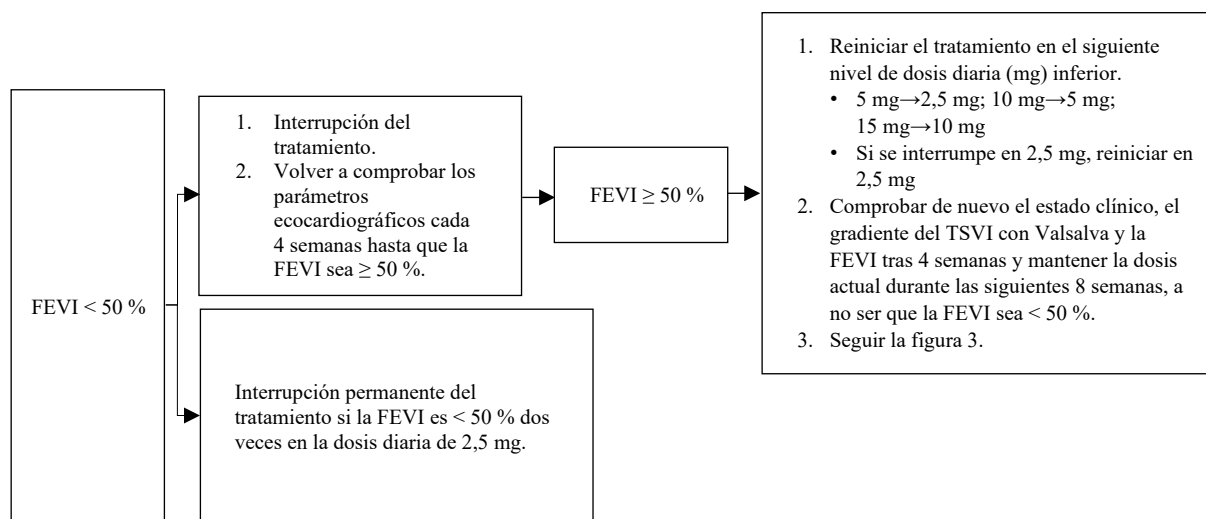 FEVI < 50 %
1. Interrupción del
tratamiento.
2. Volver a comprobar los
parámetros
ecocardiográficos cada
4 semanas hasta que la
FEVI sea ≥ 50 %.
Interrupción permanente del
tratamiento si la FEVI es < 50 % dos
veces en la dosis diaria de 2,5 mg.
FEVI ≥ 50 %
1. Reiniciar el tratamiento en el siguiente
nivel de dosis diaria (mg) inferior.
• 5 mg→2,5 mg; 10 mg→5 mg;
15 mg→10 mg
• Si se interrumpe en 2,5 mg, reiniciar en
2,5 mg
2. Comprobar de nuevo el estado clínico, el
gradiente del TSVI con Valsalva y la
FEVI tras 4 semanas y mantener la dosis
actual durante las siguientes 8 semanas, a
no ser que la FEVI sea < 50 %.
3. Seguir la figura 3.